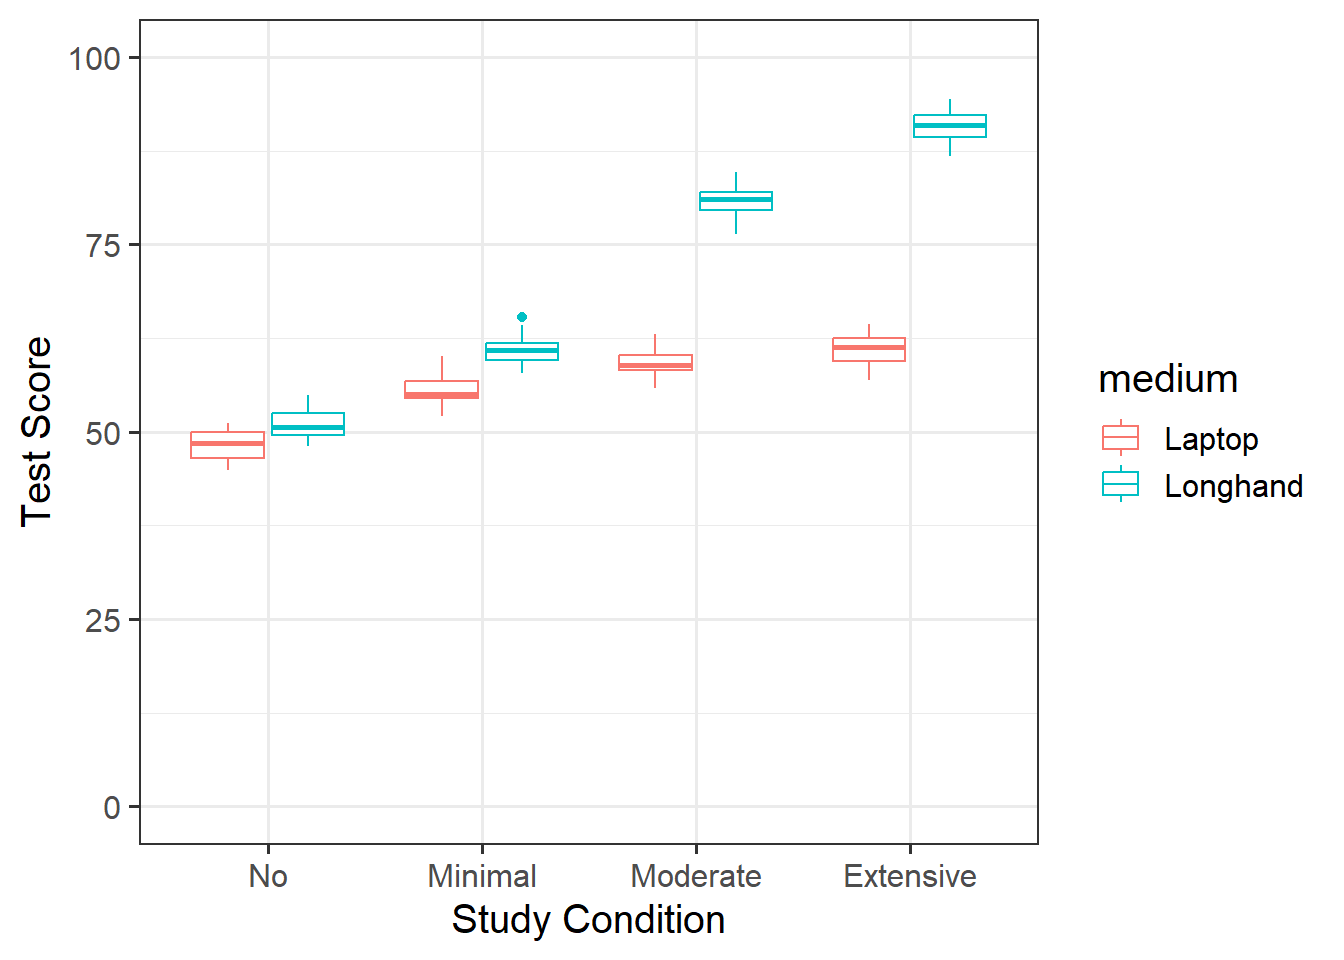 Test Score
100
75
50
25
0
No Minimal Moderate Extensive
Study Condition
medium
Laptop
Longhand